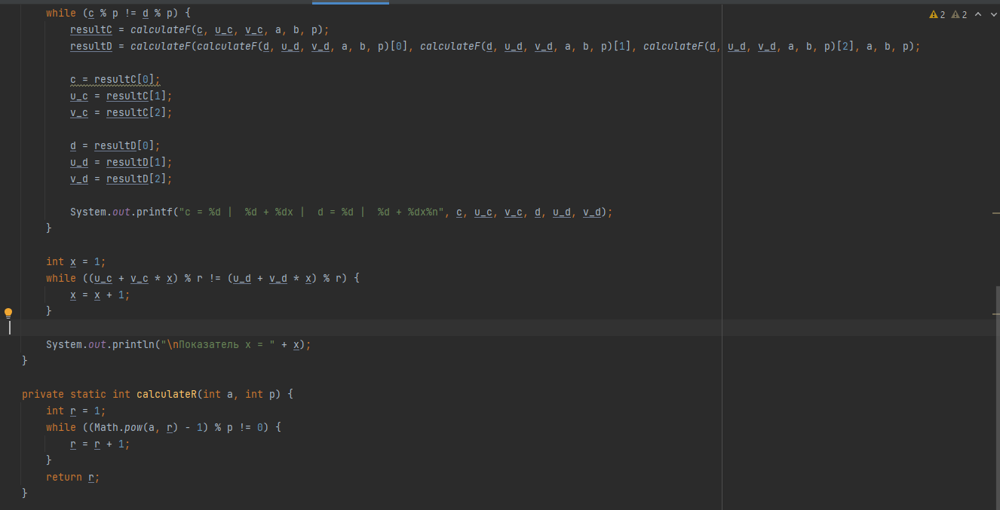 2 2
while (c % p != d % p) {
resultC = calculateF(c, u_c, v_c, a, b, p);
resultD = calculateF(calculateF(d, u_d, v_d, a, b, p)[0], calculateF(d, u_d, v_d, a, b, p)[1], calculateF(d, u_d, v_d, a, b, p)[2], a, b, p);
c = resultC[0];
u_c = resultC[1];
v_c = resultC[2];
d = resultD[0];
u_d = resultD[1];
v_d = resultD[2];
System.out.printf("c = %d |  %d + %dx |  d = %d |  %d + %dx%n", c, u_c, v_c, d, u_d, v_d);
}
int x = 1;
while ((u_c + v_c * x) % r != (u_d + v_d * x) % r) {
x = x + 1;
}
System.out.println("\nПоказатель x = " + x);
}
private static int calculateR(int a, int p) {
int r = 1;
while ((Math.pow(a, r) - 1) % p != 0) {
r = r + 1;
}
return r;
}